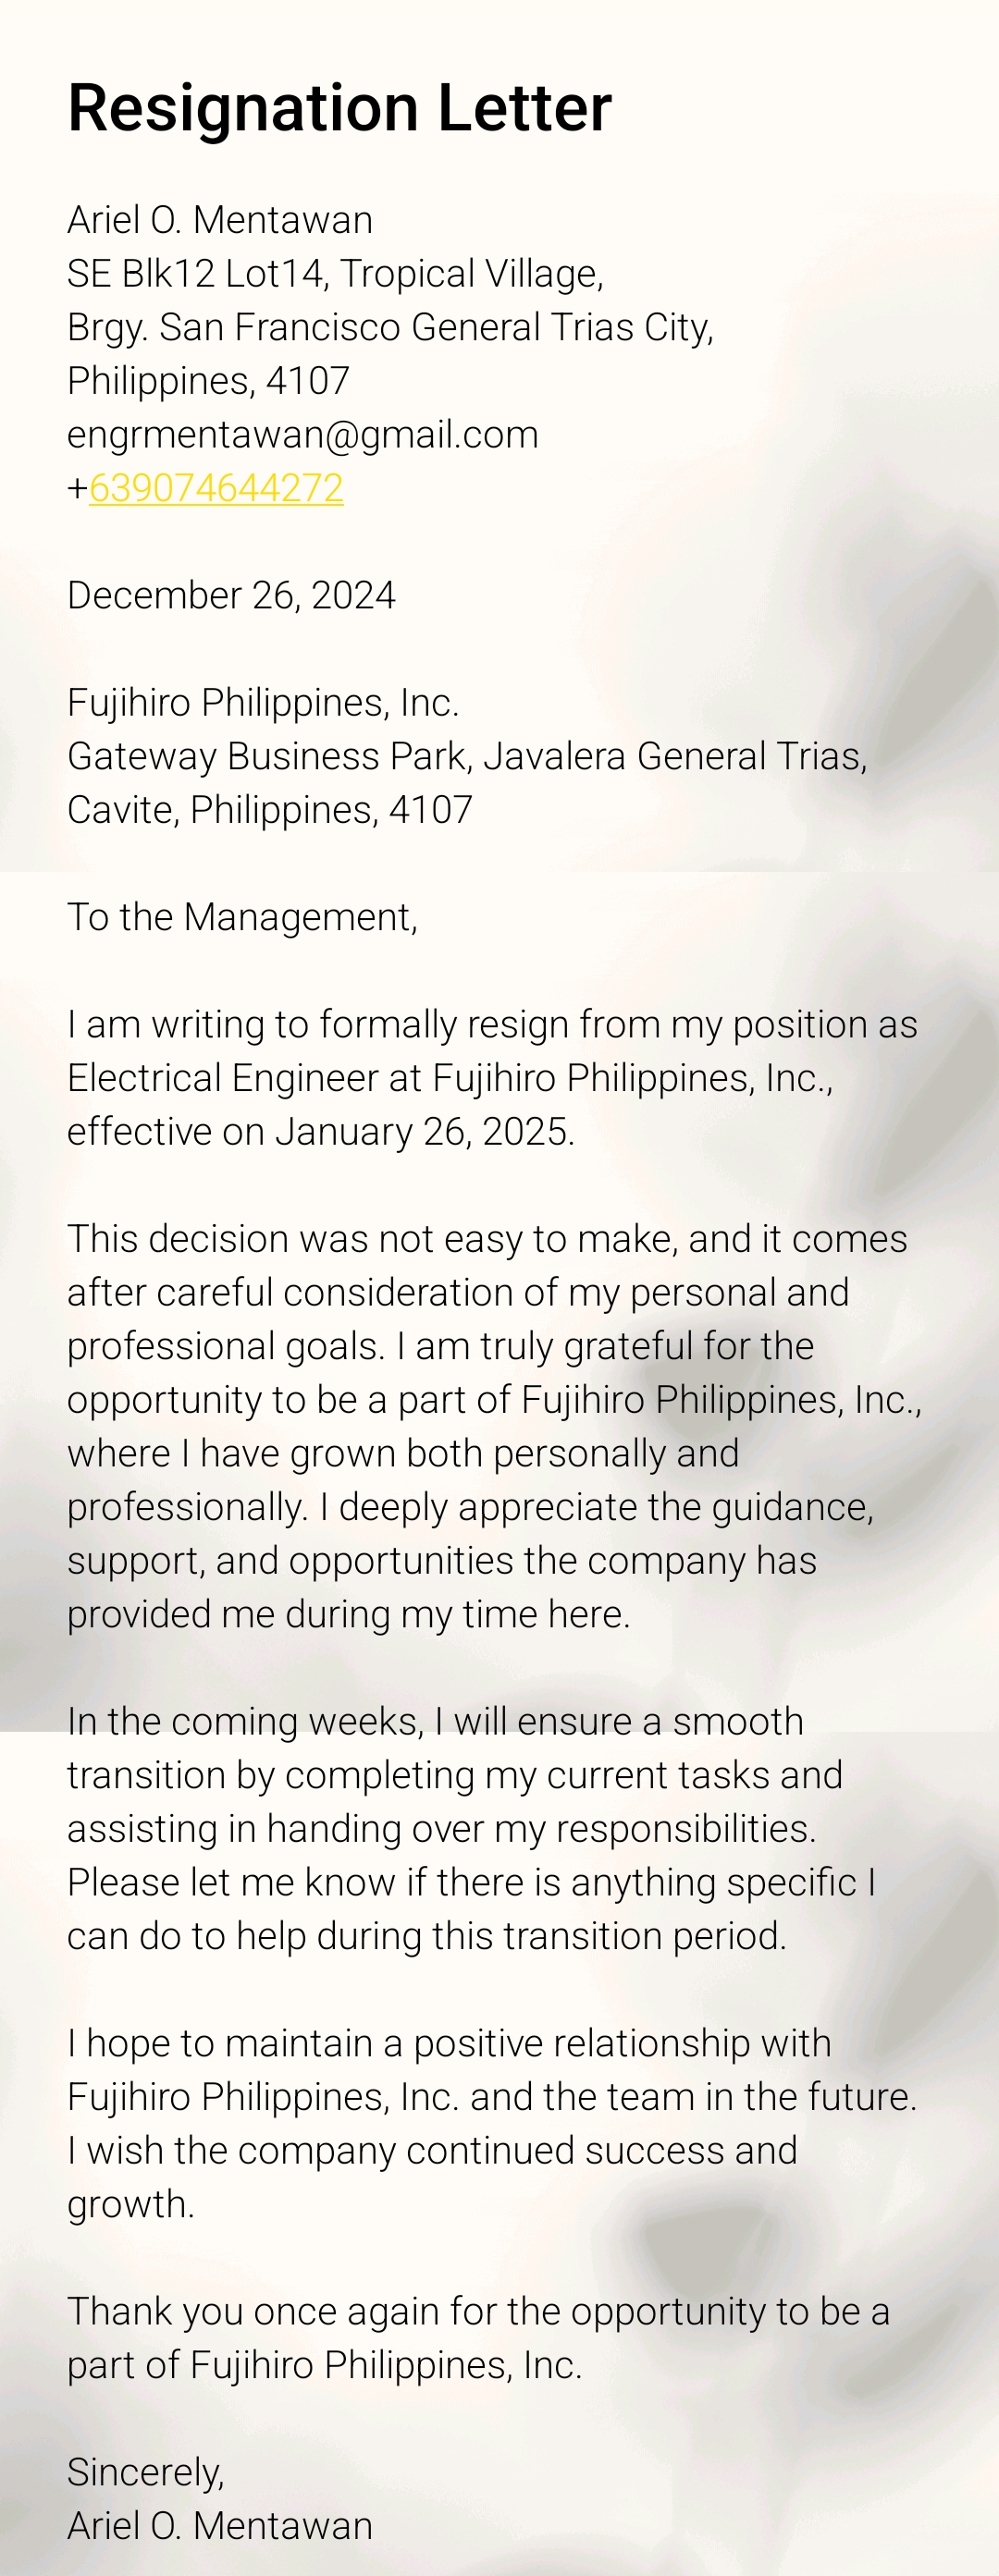 Resignation Letter
Ariel O. Mentawan
SE Blk12 Lot14, Tropical Village,
Brgy. San Francisco General Trias City,
Philippines, 4107
engrmentawan@gmail.com
+639074644272
December 26, 2024
Fujihiro Philippines, Inc.
Gateway Business Park, Javalera General Trias,
Cavite, Philippines, 4107
To the Management,
I am writing to formally resign from my position as
Electrical Engineer at Fujihiro Philippines, Inc.,
effective on January 26, 2025.
This decision was not easy to make, and it comes
after careful consideration of my personal and
professional goals. I am truly grateful for the
opportunity to be a part of Fujihiro Philippines, Inc.,
where I have grown both personally and
professionally. I deeply appreciate the guidance,
support, and opportunities the company has
provided me during my time here.
In the coming weeks, I will ensure a smooth
transition by completing my current tasks and
assisting in handing over my responsibilities.
Please let me know if there is anything specific I
can do to help during this transition period.
I hope to maintain a positive relationship with
Fujihiro Philippines, Inc. and the team in the future.
I wish the company continued success and
growth.
Thank you once again for the opportunity to be a
part of Fujihiro Philippines, Inc.
Sincerely,
Ariel O. Mentawan